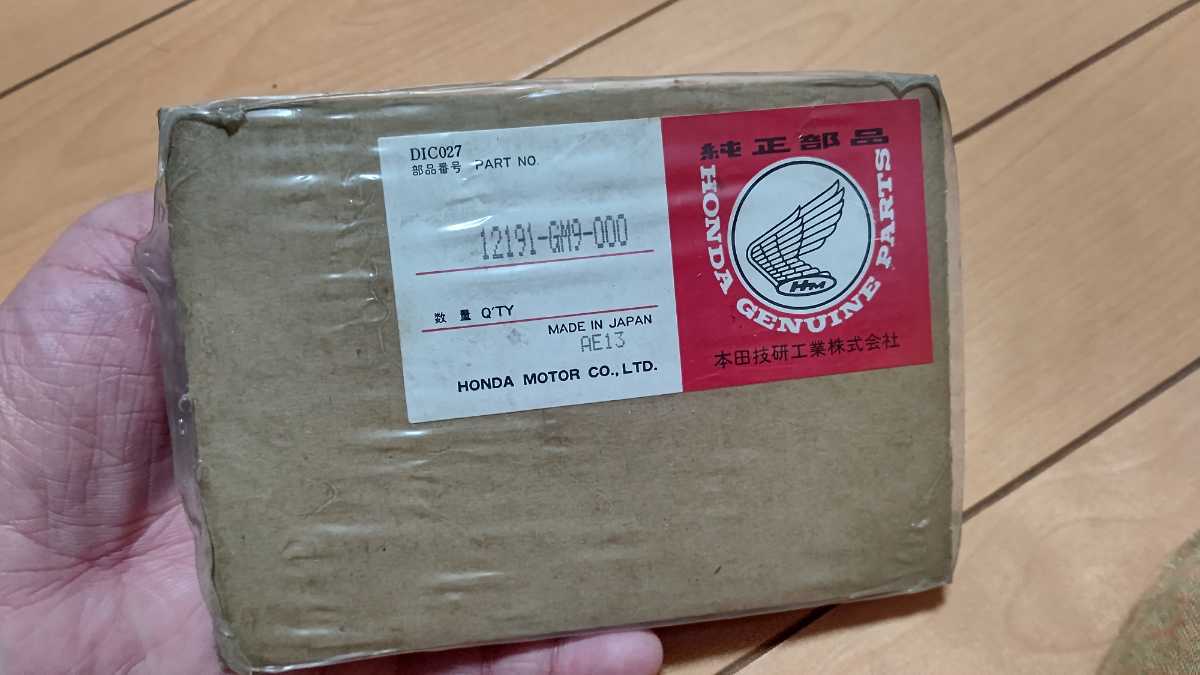 DIC027
部品番号 PART NO.
12191-GM9-000
数量 Q'TY
MADE IN JAPAN
AE13
HONDA MOTOR CO., LTD.
純正部品
HONDA GENUINE PARTS
HM
本田技研工業株式会社